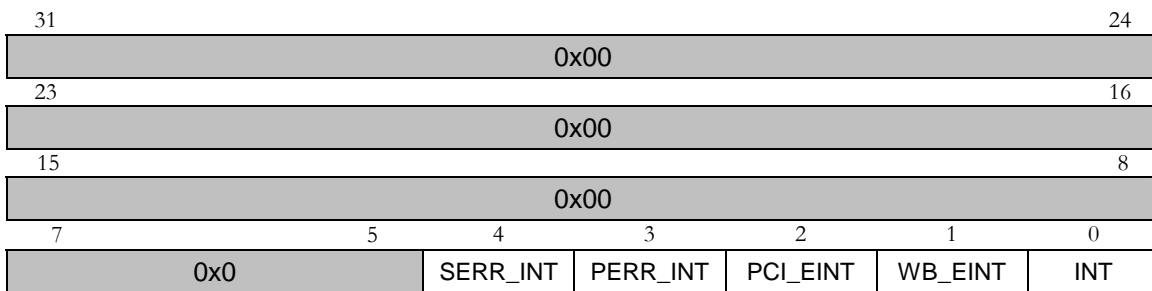 31 24
0x00
23 16
0x00
15 8
0x00
7 5 4 3 2 1 0
0x0 SERR_INT PERR_INT PCI_EINT WB_EINT INT